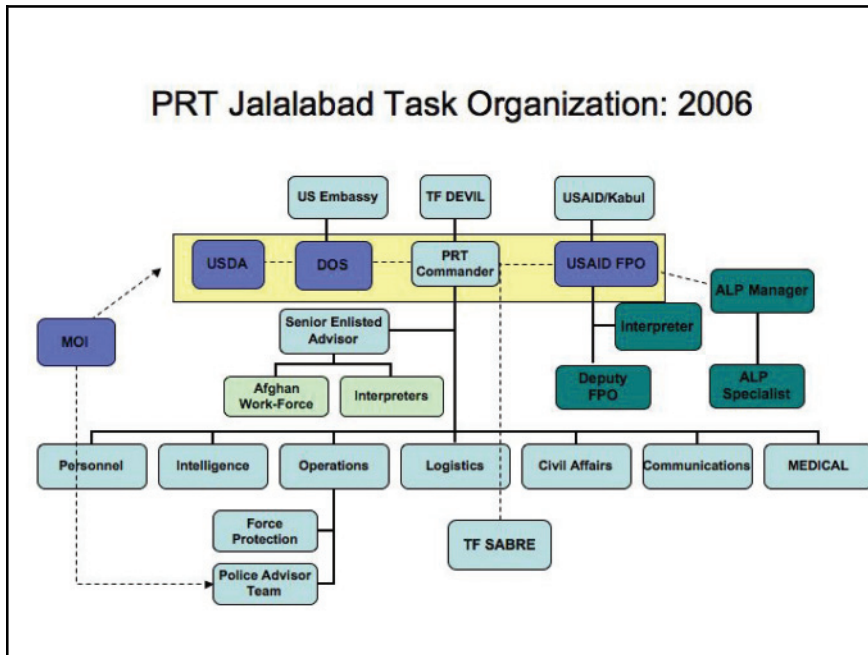 PRT Jalalabad Task Organization: 2006
US Embassy
TF DEVIL
USAID/Kabul
USDA
DOS
PRT
Commander
USAID FPO
ALP Manager
MOI
Senior Enlisted
Advisor
Interpreter
Afghan
Work-Force
Interpreters
Deputy
FPO
ALP
Specialist
Personnel
Intelligence
Operations
Logistics
Civil Affairs
Communications
MEDICAL
Force
Protection
TF SABRE
Police Advisor
Team